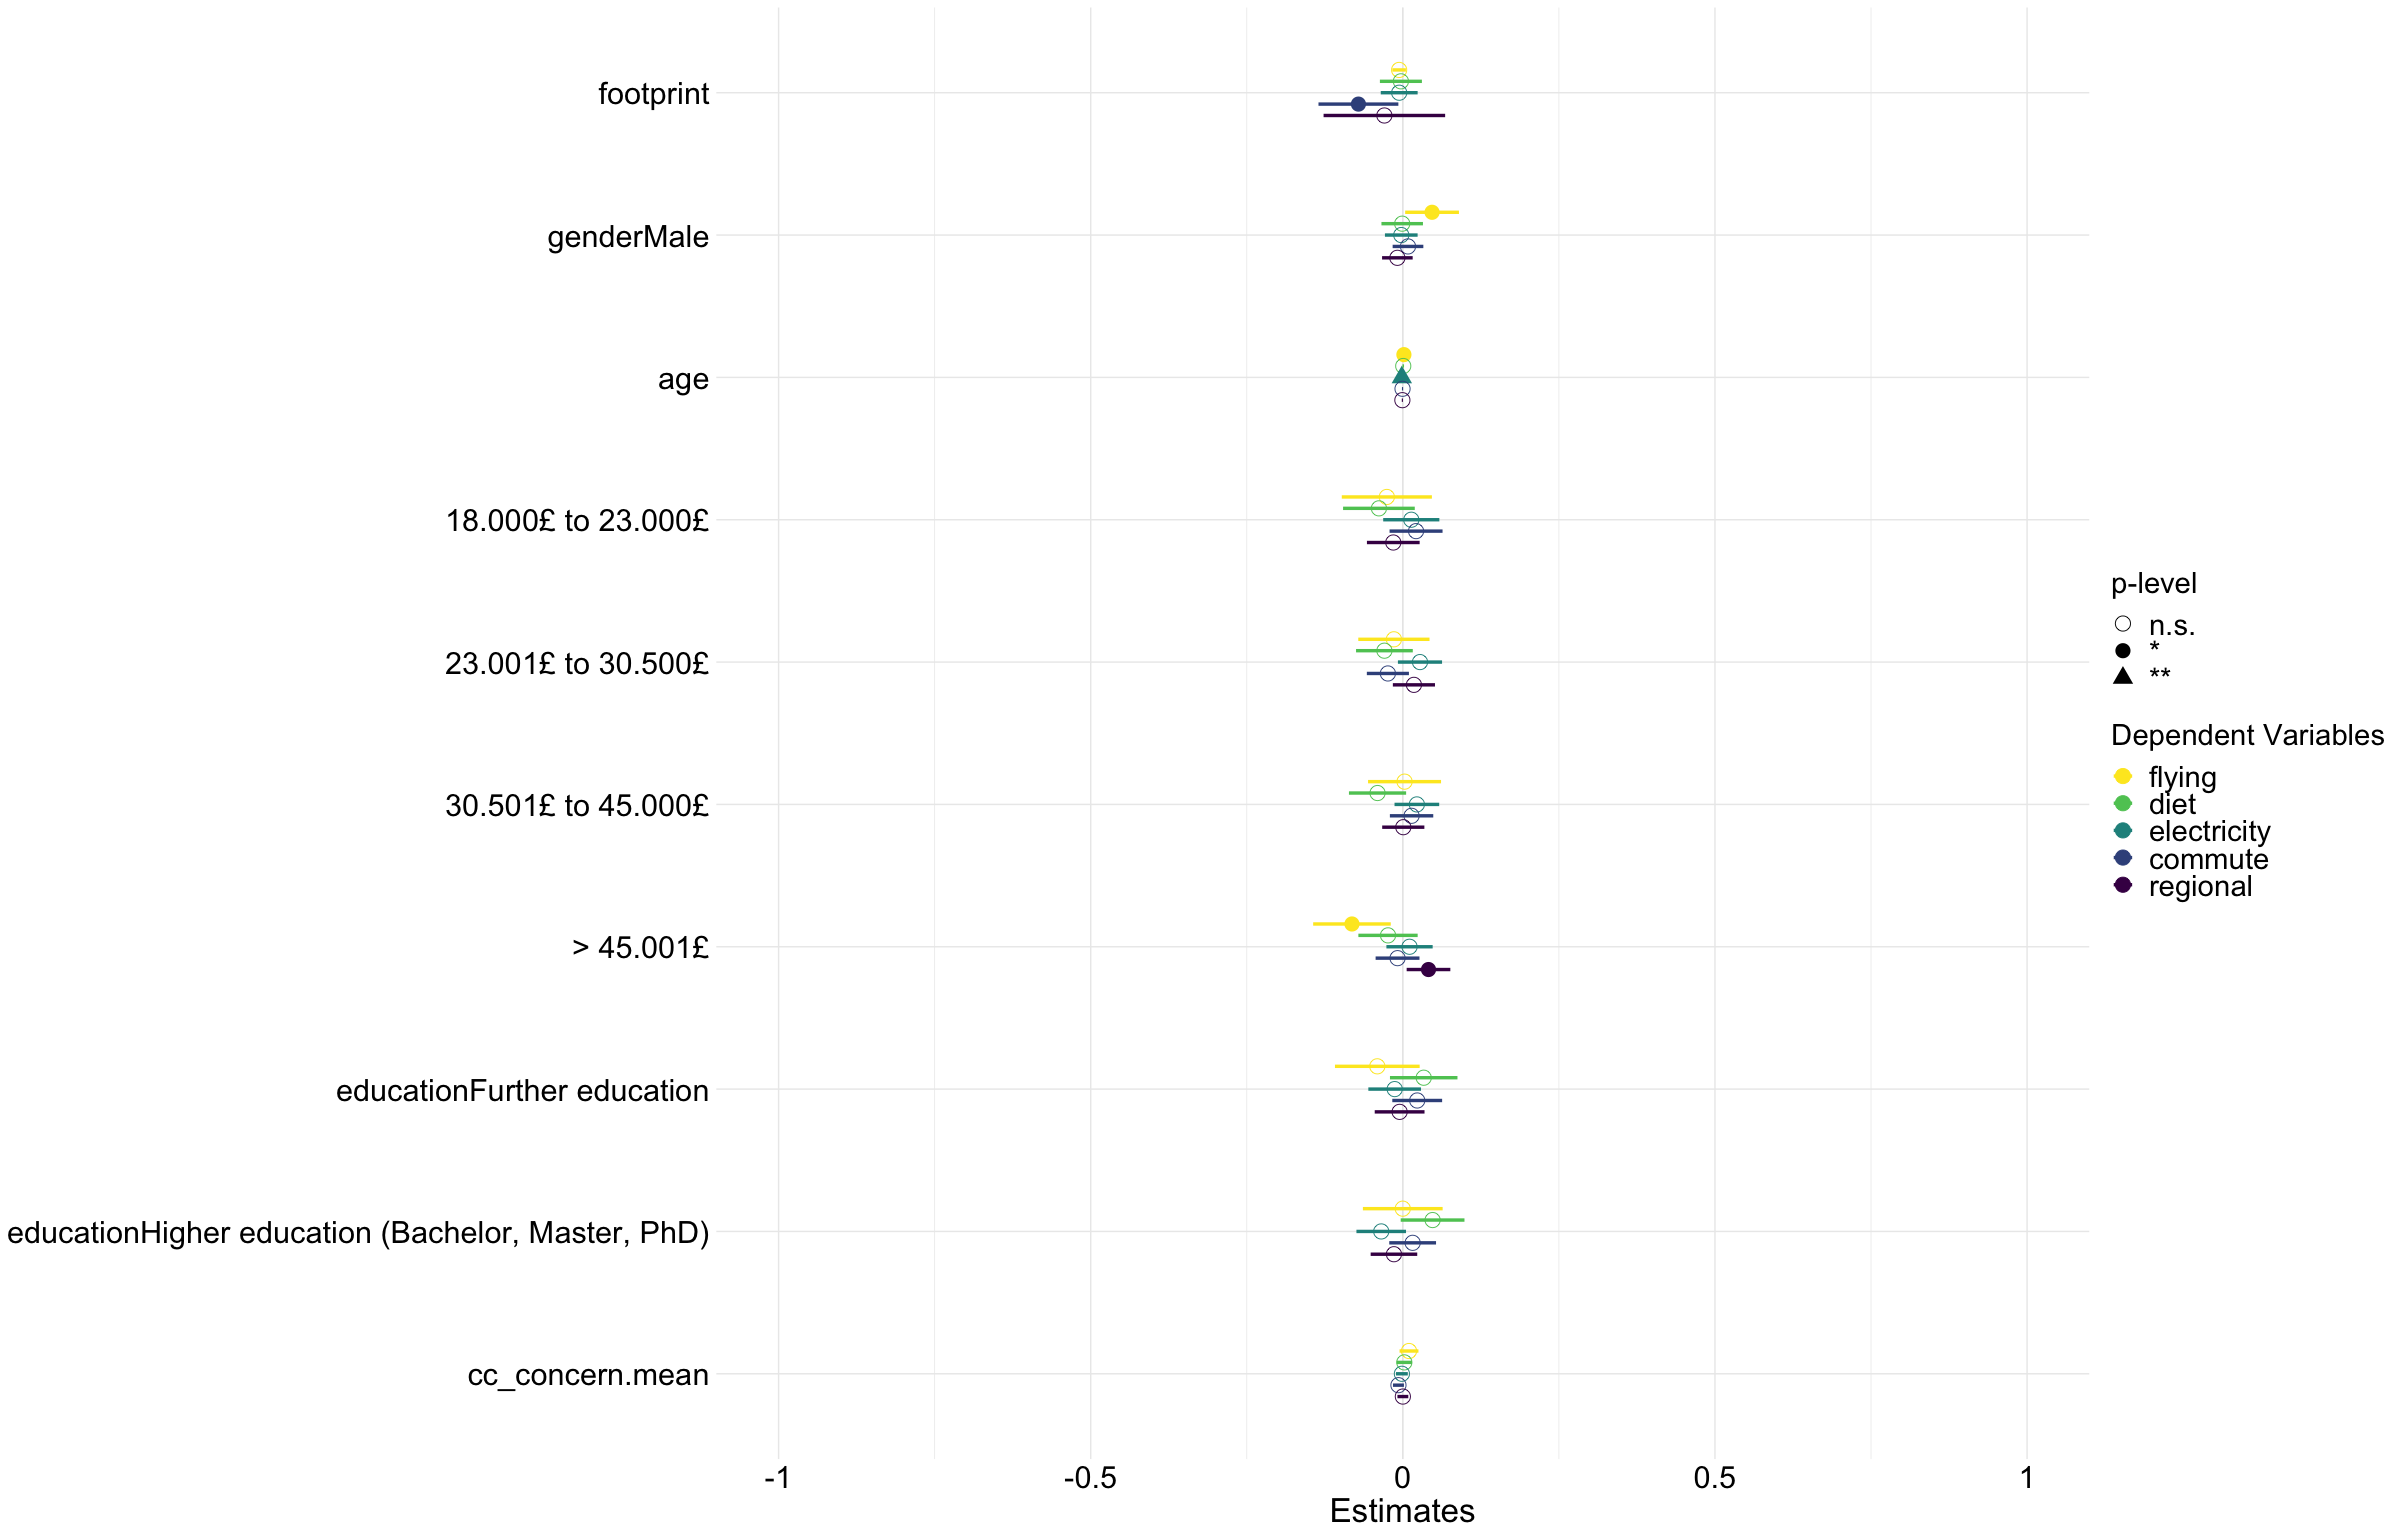 footprint
genderMale
age
18.000£ to 23.000£
23.001£ to 30.500£
30.501£ to 45.000£
> 45.001£
educationFurther education
educationHigher education (Bachelor, Master, PhD)
cc_concern.mean
-1 -0.5 0 0.5 1
Estimates
p-level
n.s.
*
**
Dependent Variables
flying
diet
electricity
commute
regional